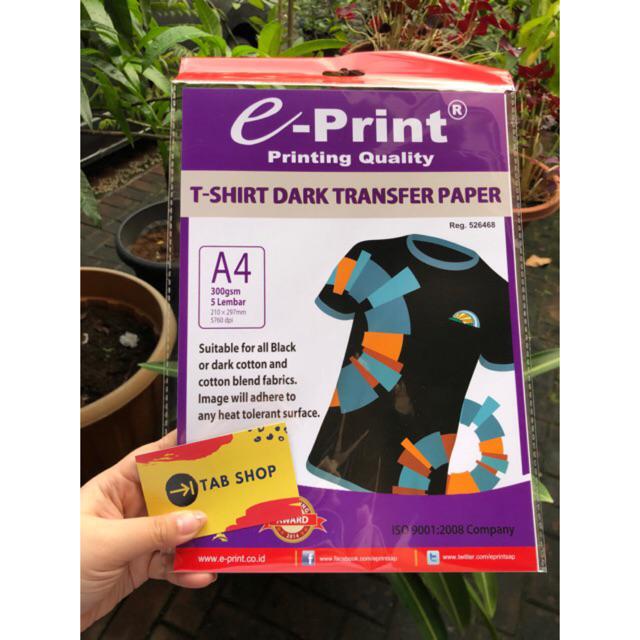 e-Print®
Printing Quality
T-SHIRT DARK TRANSFER PAPER
Reg. 526468
A4
300gsm
5 Lembar
210 x 297mm
5760 dpi
Suitable for all Black
or dark cotton and
cotton blend fabrics.
Image will adhere to
any heat tolerant surface.
TAB SHOP
AWARD
2014
ISO 9001:2008 Company
www.e-print.co.id
f
www.facebook.com/eprintsap
t
www.twitter.com/eprintsap